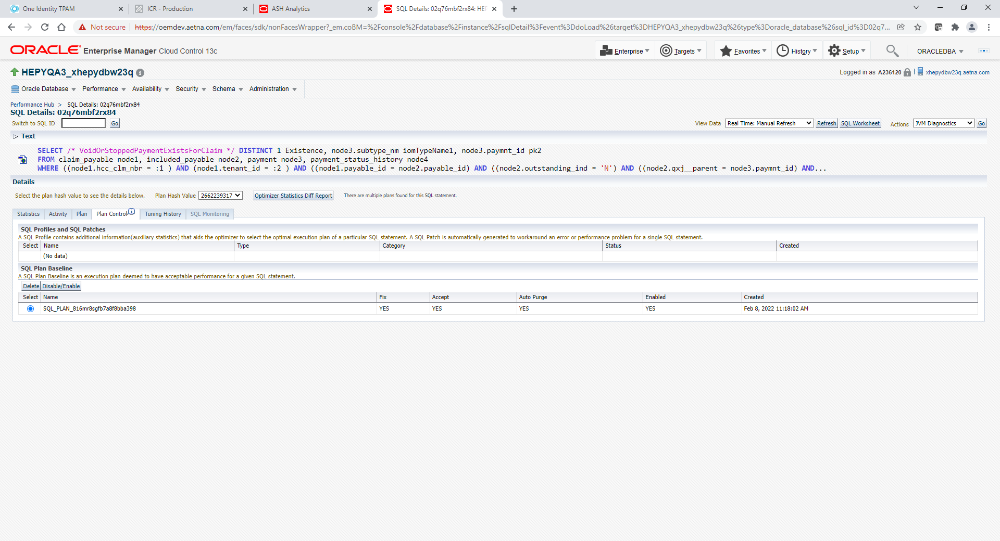 One Identity TPAM
ICR - Production
ASH Analytics
SQL Details: 02q76mbf2rx84: HEP
Not secure
https://oemdev.aetna.com/em/faces/sdk/nonFacesWrapper?_em.coBM=%2Fconsole%2Fdatabase%2Finstance%2FsqlDetail%3Fevent%3DdoLoad%26target%3DHEPYQA3_xhepydbw23q%26type%3Doracle_database%26sql_id%3D02q7...
ORACLE Enterprise Manager Cloud Control 13c
Enterprise
Targets
Favorites
History
Setup
ORACLEDBA
HEPYQA3_xhepydbw23q
Logged in as A236120
xhepydbw23q.aetna.com
Oracle Database Performance Availability Security Schema Administration
Performance Hub > SQL Details: 02q76mbf2rx84
SQL Details: 02q76mbf2rx84
Switch to SQL ID Go
View Data Real Time: Manual Refresh Refresh SQL Worksheet Actions JVM Diagnostics Go
Text
SELECT /* VoidOrStoppedPaymentExistsForClaim */ DISTINCT 1 Existence, node3.subtype_nm iomTypeName1, node3.paymnt_id pk2
FROM claim_payable node1, included_payable node2, payment node3, payment_status_history node4
WHERE ((node1.hcc_clm_nbr = :1 ) AND (node1.tenant_id = :2 ) AND ((node1.payable_id = node2.payable_id) AND ((node2.outstanding_ind = 'N') AND ((node2.qxj__parent = node3.paymnt_id) AND...
Details
Select the plan hash value to see the details below. Plan Hash Value 2662239317 Optimizer Statistics Diff Report There are multiple plans found for this SQL statement.
Statistics Activity Plan Plan Control Tuning History SQL Monitoring
SQL Profiles and SQL Patches
A SQL Profile contains additional information(auxiliary statistics) that aids the optimizer to select the optimal execution plan of a particular SQL statement. A SQL Patch is automatically generated to workaround an error or performance problem for a single SQL statement.
Select Name Type Category Status Created
(No data)
SQL Plan Baseline
A SQL Plan Baseline is an execution plan deemed to have acceptable performance for a given SQL statement.
Delete Disable/Enable
Select Name Fix Accept Auto Purge Enabled Created
SQL_PLAN_816mr8sgfb7a8f8bba398 YES YES YES YES Feb 8, 2022 11:18:02 AM